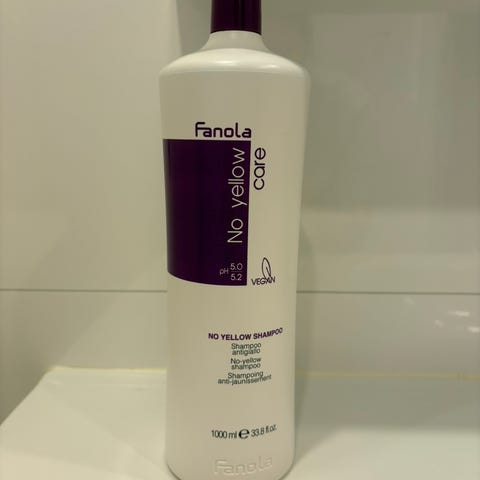 Fanola
No yellow
care
pH 5.0
5.2
VEGAN
NO YELLOW SHAMPOO
Shampoo
antigiallo
No-yellow
shampoo
Shampoing
anti-jaunissement
1000 ml ℮ 33.8 fl.oz.
Fanola